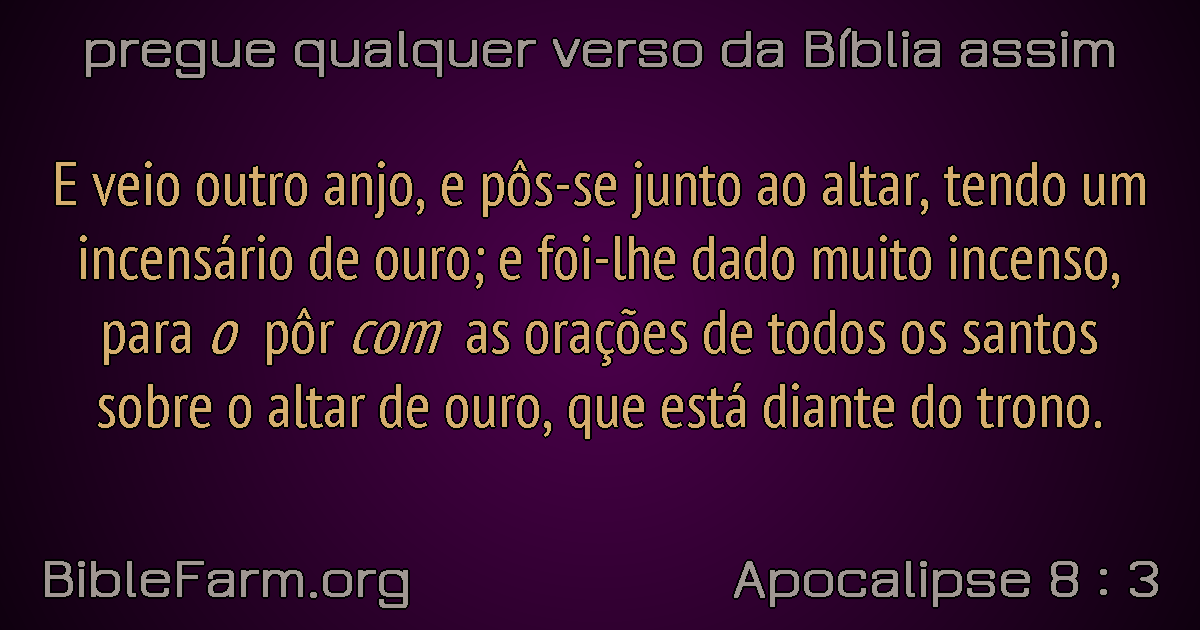 pregue qualquer verso da Bíblia assim
E veio outro anjo, e pôs-se junto ao altar, tendo um
incensário de ouro; e foi-lhe dado muito incenso,
para o pôr com as orações de todos os santos
sobre o altar de ouro, que está diante do trono.
BibleFarm.org
Apocalipse 8 : 3